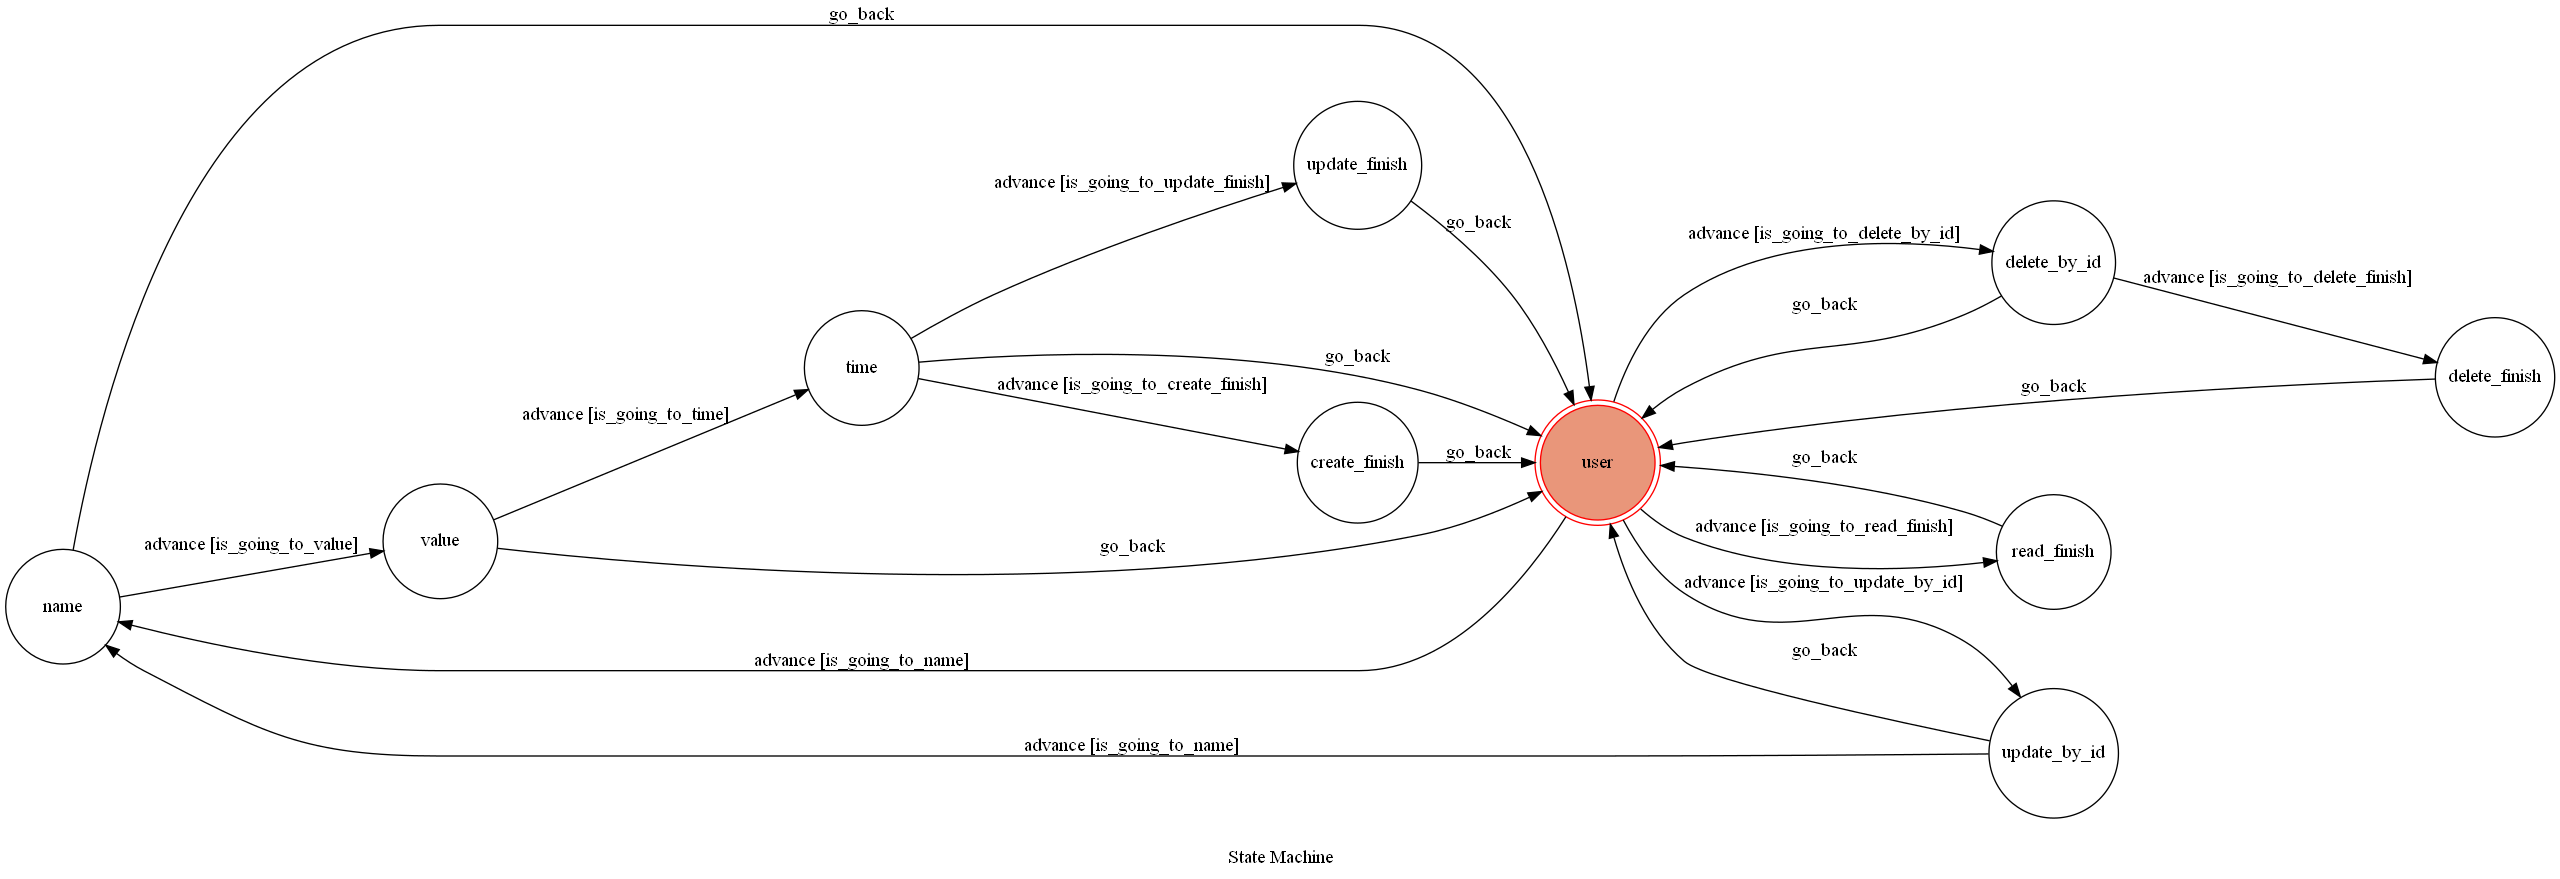 go_back
update_finish
advance [is_going_to_update_finish]
go_back
advance [is_going_to_delete_by_id]
delete_by_id
advance [is_going_to_delete_finish]
go_back
time
go_back
advance [is_going_to_create_finish]
go_back
delete_finish
advance [is_going_to_time]
create_finish
go_back
user
go_back
advance [is_going_to_value]
value
go_back
advance [is_going_to_read_finish]
read_finish
advance [is_going_to_update_by_id]
name
go_back
advance [is_going_to_name]
advance [is_going_to_name]
update_by_id
State Machine